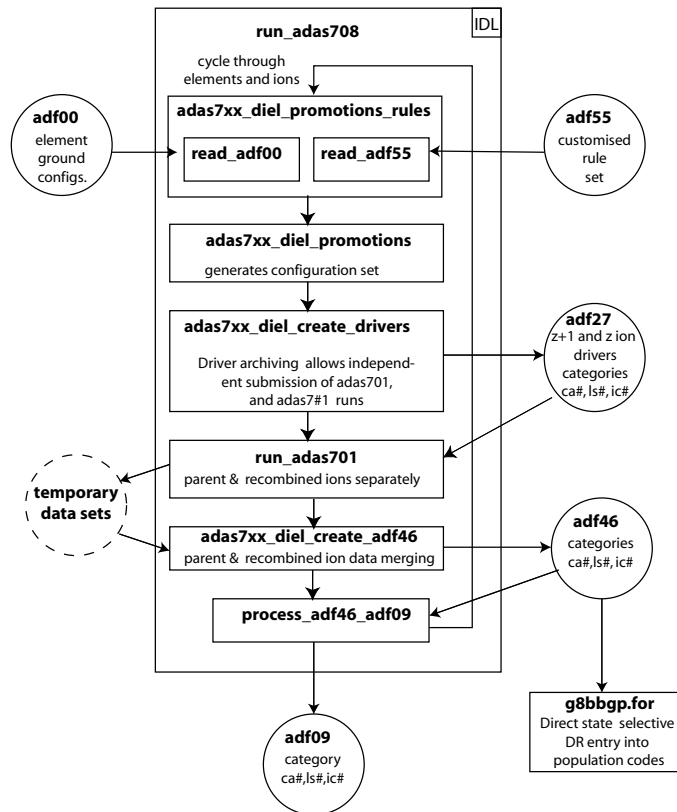 run_adas708
IDL
cycle through
elements and ions
adf00
element
ground
configs.
adas7xx_diel_promotions_rules
read_adf00
read_adf55
adf55
customised
rule
set
adas7xx_diel_promotions
generates configuration set
adas7xx_diel_create_drivers
Driver archiving allows independ-
ent submission of adas701,
and adas7#1 runs
adf27
z+1 and z ion
drivers
categories
ca#, ls#, ic#
run_adas701
parent & recombined ions separately
temporary
data sets
adas7xx_diel_create_adf46
parent & recombined ion data merging
adf46
categories
ca#,ls#, ic#
process_adf46_adf09
adf09
category
ca#,ls#,ic#
g8bbgp.for
Direct state selective
DR entry into
population codes